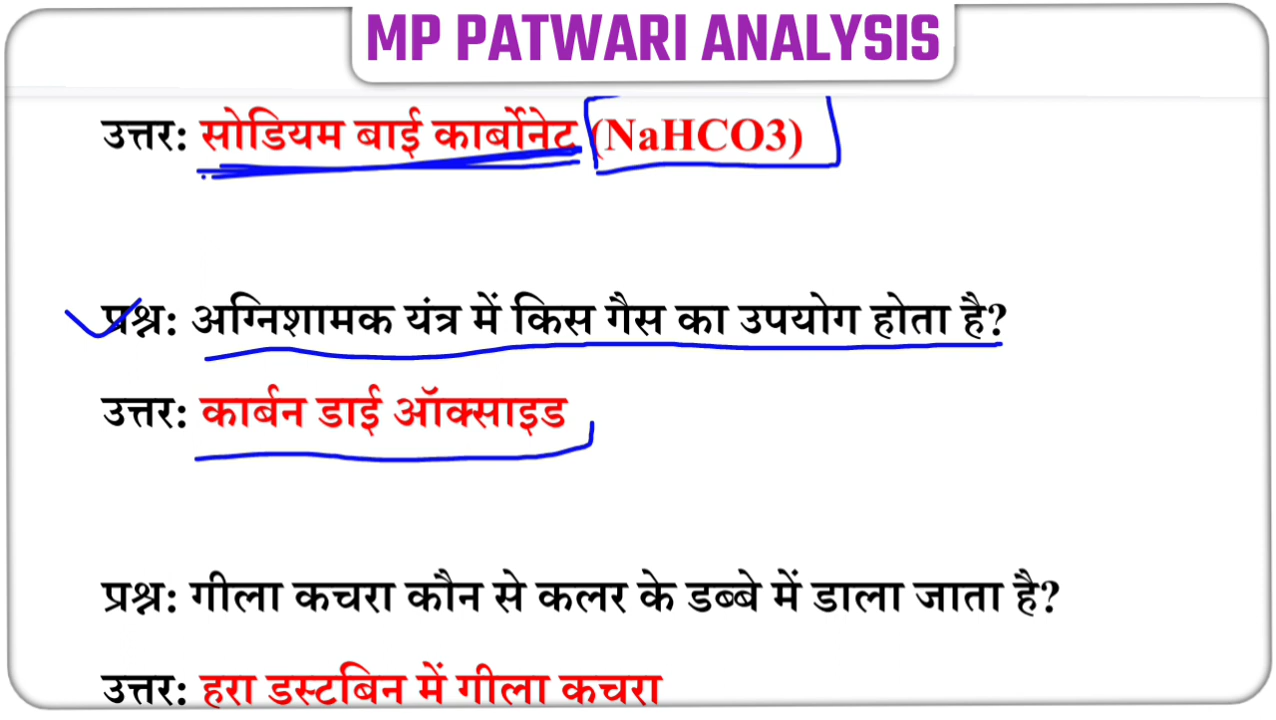 MP PATWARI ANALYSIS
उत्तर: सोडियम बाई कार्बोनेट (NaHCO3)
प्रश्न: अग्निशामक यंत्र में किस गैस का उपयोग होता है?
उत्तर: कार्बन डाई ऑक्साइड
प्रश्न: गीला कचरा कौन से कलर के डब्बे में डाला जाता है?
उत्तर: हरा डस्टबिन में गीला कचरा